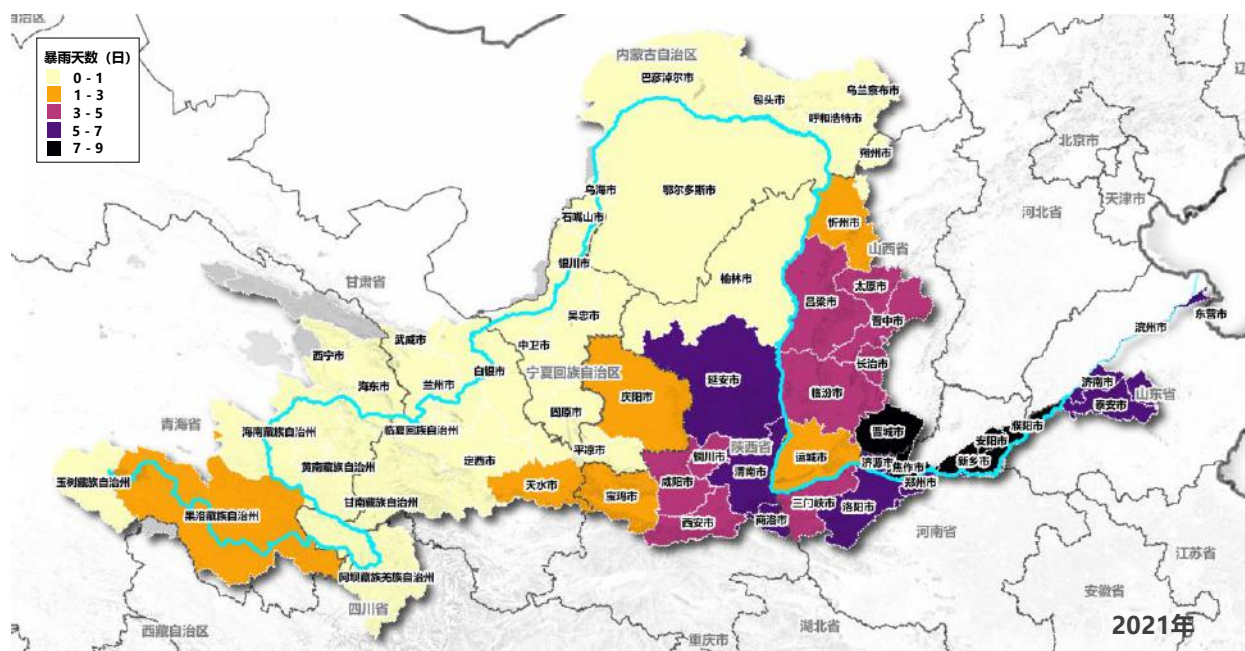 自治区
暴雨天数（日）
0 - 1
1 - 3
3 - 5
5 - 7
7 - 9
内蒙古自治区
巴彦淖尔市
包头市
乌兰察布市
呼和浩特市
朔州市
北京市
天津市
河北省
乌海市
鄂尔多斯市
石嘴山市
忻州市
山西省
银川市
甘肃省
榆林市
吕梁市
太原市
晋中市
吴忠市
武威市
中卫市
西宁市
白银市
兰州市
海东市
宁夏回族自治区
长治市
延安市
临汾市
庆阳市
固原市
东营市
滨州市
济南市
泰安市
山东省
青海省
海南藏族自治州
临夏回族自治州
濮阳市
晋城市
安阳市
平凉市
陕西省
铜川市
渭南市
运城市
济源市
焦作市
新乡市
郑州市
黄南藏族自治州
定西市
玉树藏族自治州
甘南藏族自治州
天水市
宝鸡市
咸阳市
三门峡市
洛阳市
果洛藏族自治州
西安市
商洛市
河南省
江苏省
阿坝藏族羌族自治州
四川省
安徽省
西藏自治区
重庆市
湖北省
2021年